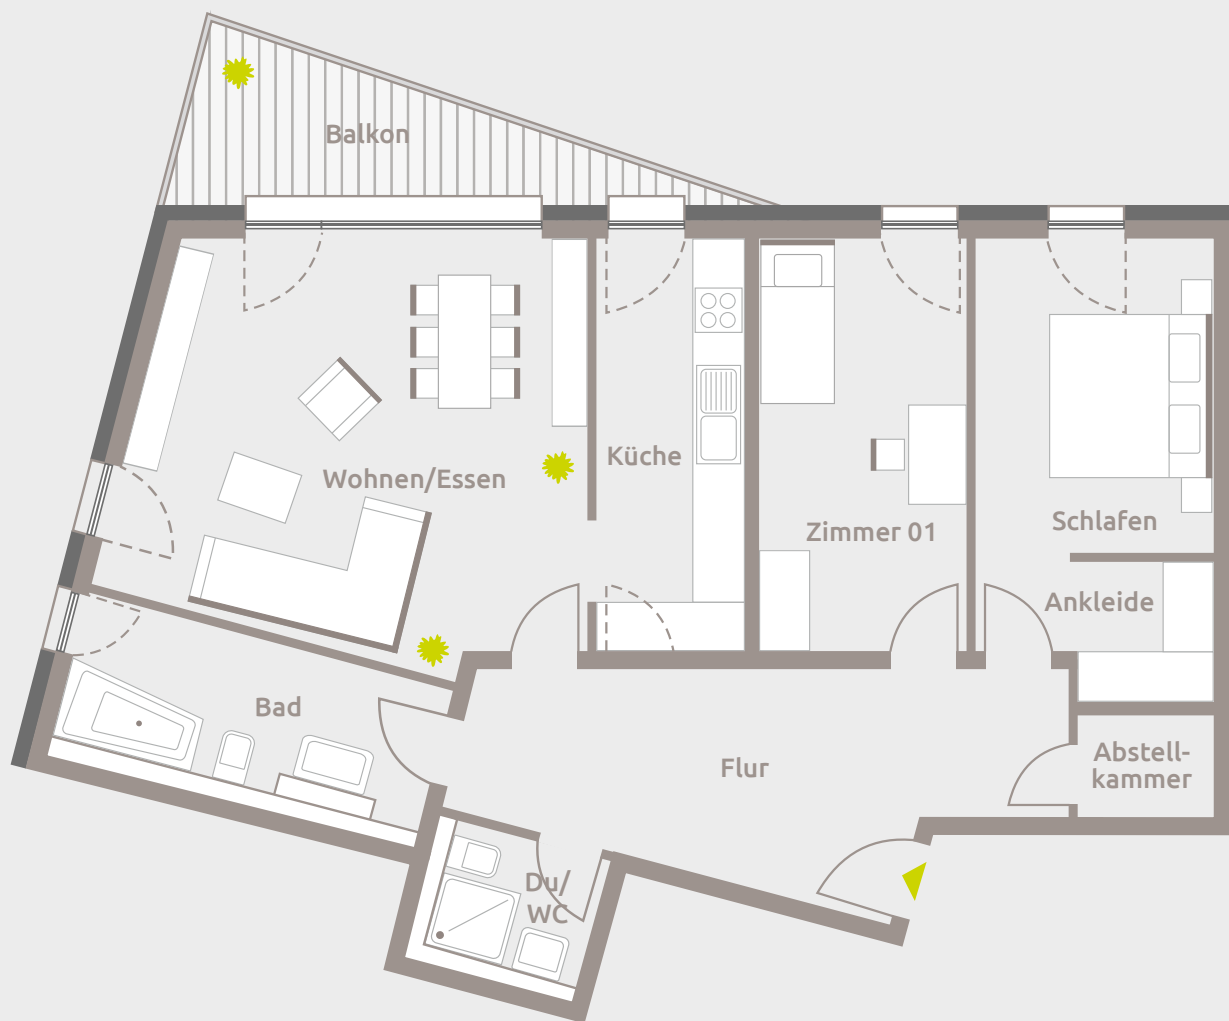 Balkon
Wohnen/Essen
Küche
Zimmer 01
Schlafen
Ankleide
Bad
Flur
Abstell-
kammer
Du/
WC